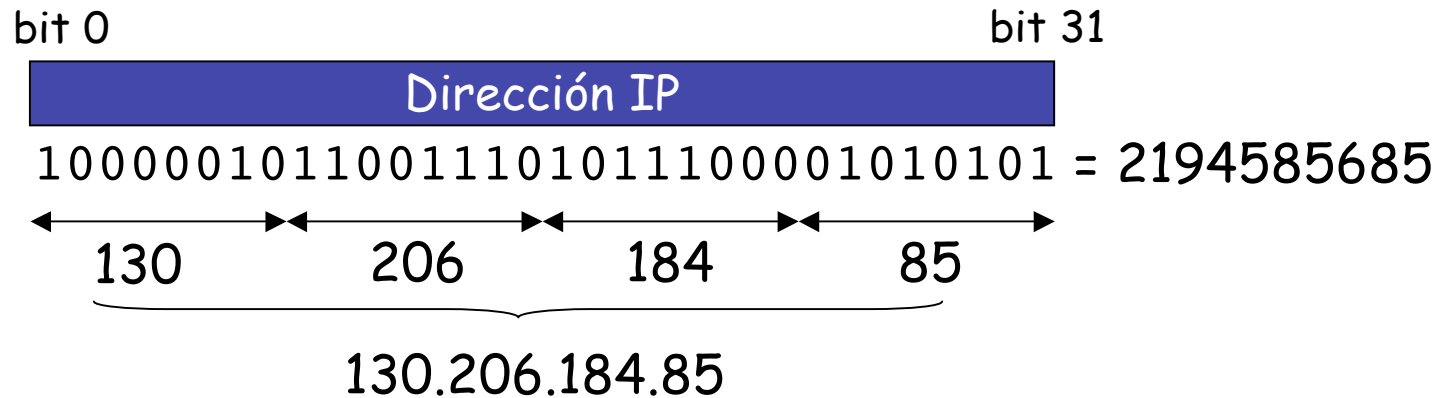 bit 0 bit 31
Dirección IP
10000010110011101011100001010101 = 2194585685
130 206 184 85
130.206.184.85